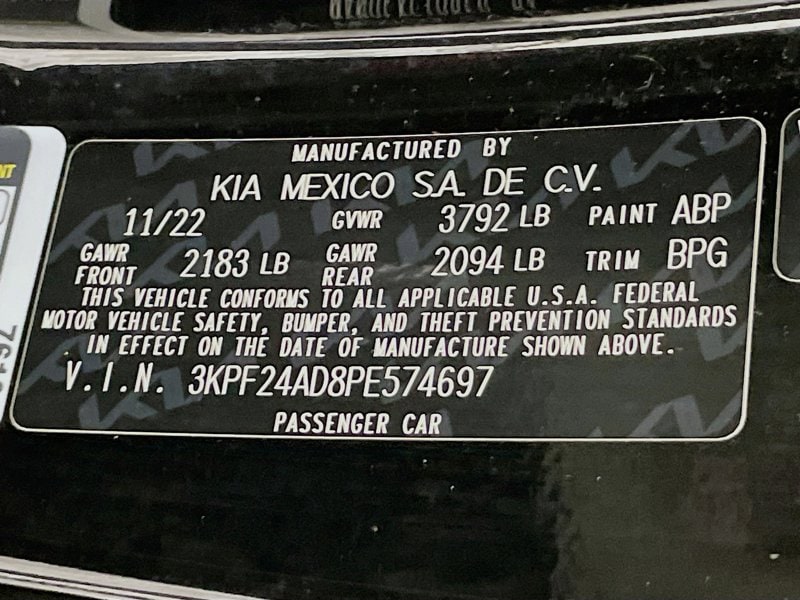 MANUFACTURED BY
KIA MEXICO S.A. DE C.V.
11/22 GVWR 3792 LB PAINT ABP
GAWR FRONT 2183 LB GAWR REAR 2094 LB TRIM BPG
THIS VEHICLE CONFORMS TO ALL APPLICABLE U.S.A. FEDERAL
MOTOR VEHICLE SAFETY, BUMPER, AND THEFT PREVENTION STANDARDS
IN EFFECT ON THE DATE OF MANUFACTURE SHOWN ABOVE.
V.I.N. 3KPF24AD8PE574697
PASSENGER CAR